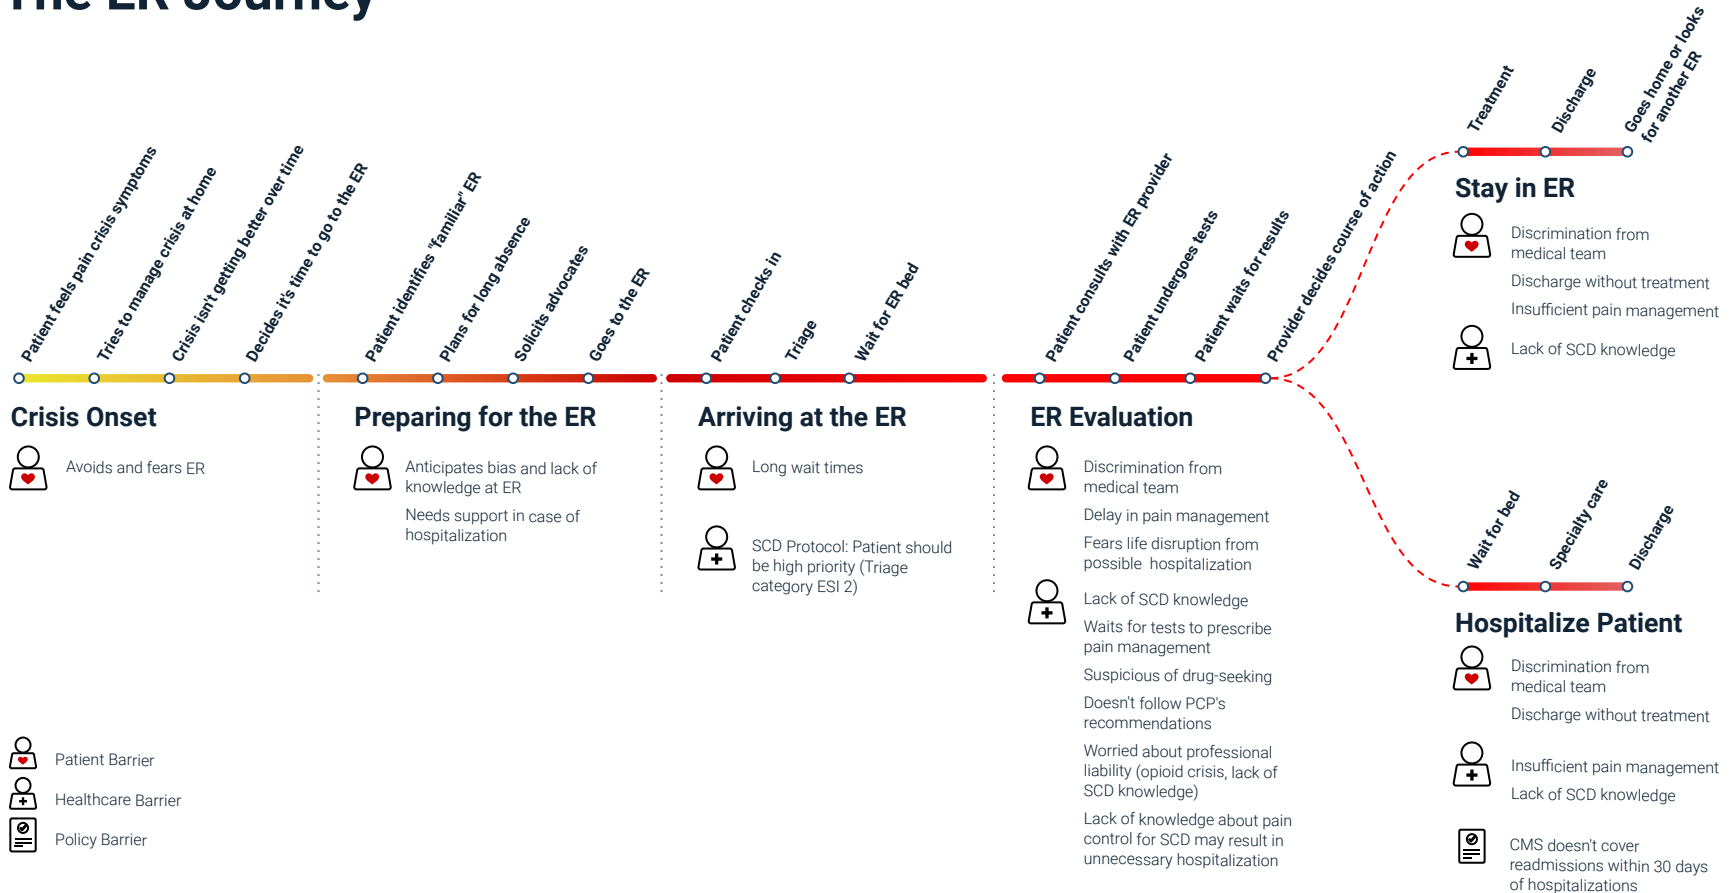 The ER Journey
Patient feels pain crisis symptoms
Tries to manage crisis at home
Crisis isn't getting better over time
Decides it's time to go to the ER
Crisis Onset
Avoids and fears ER
Patient identifies "familiar" ER
Plans for long absence
Solicits advocates
Goes to the ER
Preparing for the ER
Anticipates bias and lack of
knowledge at ER
Needs support in case of
hospitalization
Patient checks in
Triage
Wait for ER bed
Arriving at the ER
Long wait times
SCD Protocol: Patient should
be high priority (Triage
category ESI 2)
Patient consults with ER provider
Patient undergoes tests
Patient waits for results
Provider decides course of action
ER Evaluation
Discrimination from
medical team
Delay in pain management
Fears life disruption from
possible hospitalization
Lack of SCD knowledge
Waits for tests to prescribe
pain management
Suspicious of drug-seeking
Doesn't follow PCP's
recommendations
Worried about professional
liability (opioid crisis, lack of
SCD knowledge)
Lack of knowledge about pain
control for SCD may result in
unnecessary hospitalization
Treatment
Discharge
Goes home or looks
for another ER
Stay in ER
Discrimination from
medical team
Discharge without treatment
Insufficient pain management
Lack of SCD knowledge
Wait for bed
Specialty care
Discharge
Hospitalize Patient
Discrimination from
medical team
Discharge without treatment
Insufficient pain management
Lack of SCD knowledge
CMS doesn't cover
readmissions within 30 days
of hospitalizations
Patient Barrier
Healthcare Barrier
Policy Barrier